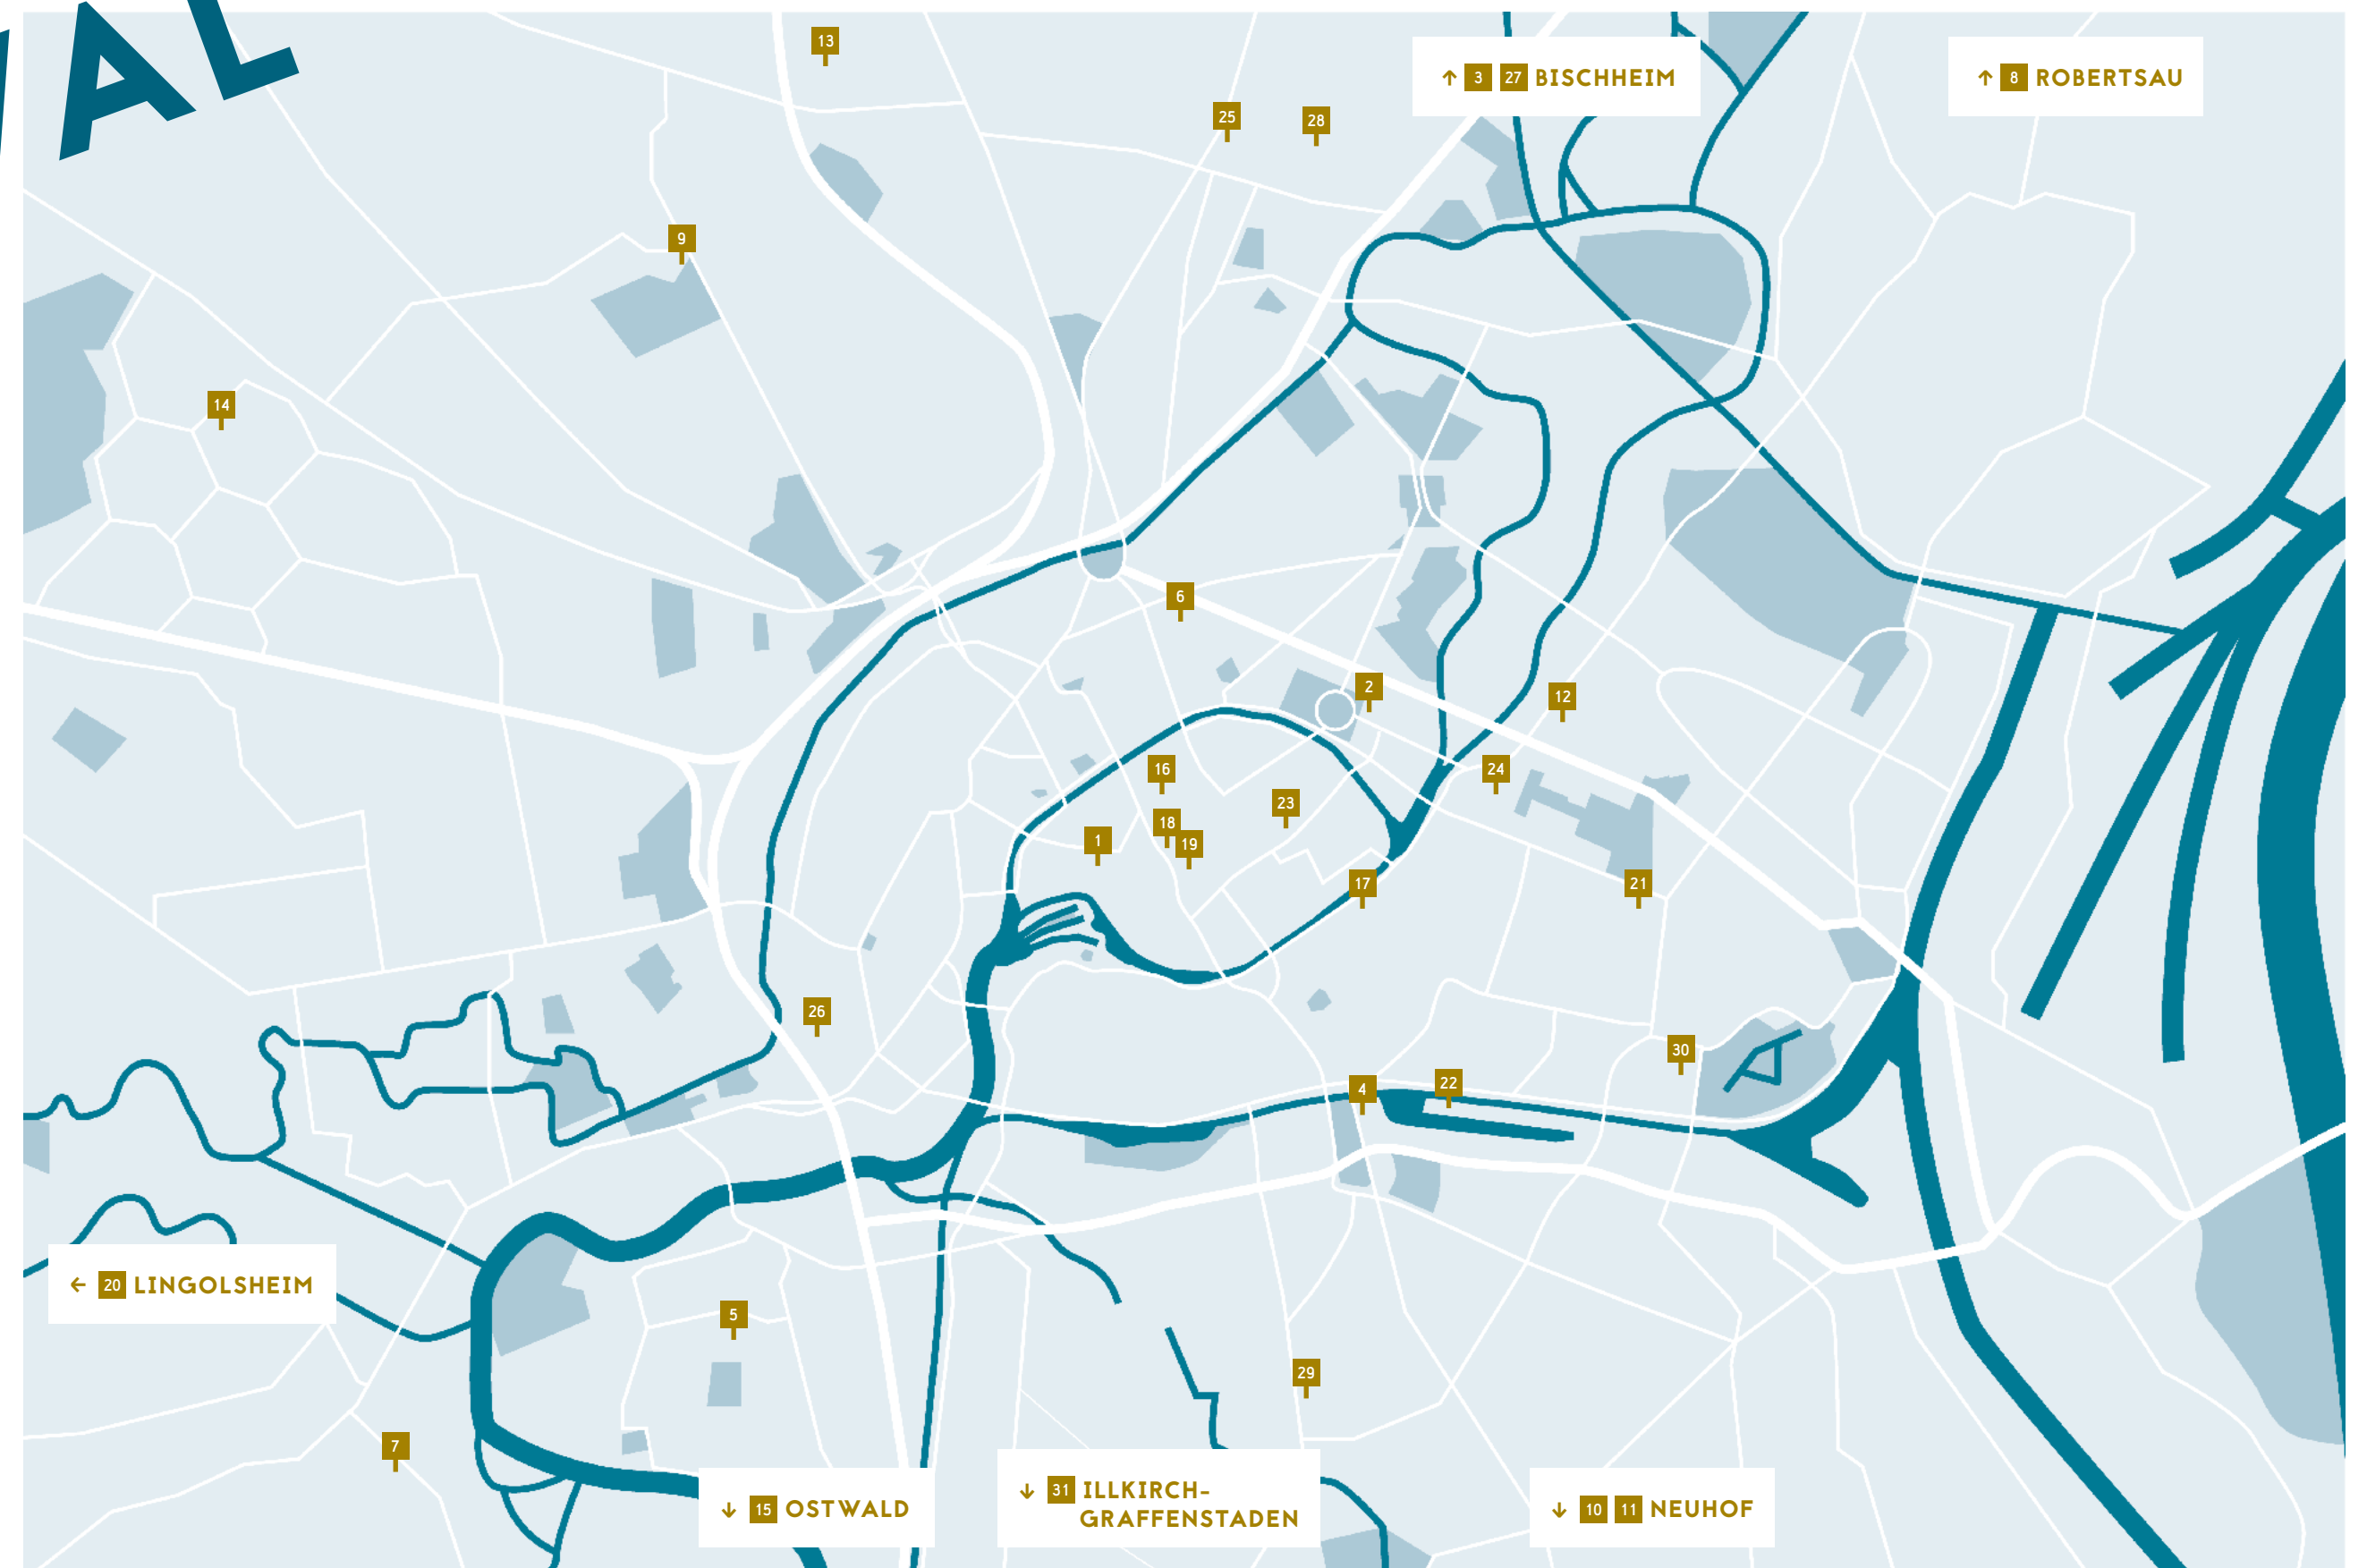 AL
13
25
28
↑ 3 27 BISCHHEIM
↑ 8 ROBERTSAU
9
14
6
2
12
16
24
23
18
1
19
17
21
26
30
4
22
← 20 LINGOLSHEIM
5
29
7
↓ 15 OSTWALD
↓ 31 ILLKIRCH-
GRAFFENSTADEN
↓ 10 11 NEUHOF